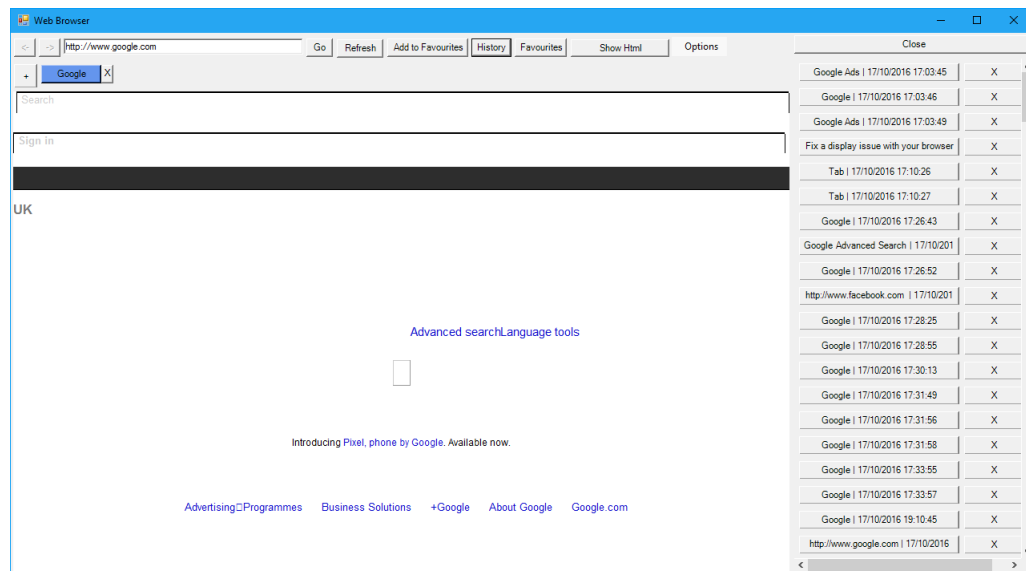 Web Browser
<- -> http://www.google.com Go Refresh Add to Favourites History Favourites Show Html Options
+ Google X
Search
Sign in
UK
Advanced searchLanguage tools
Introducing Pixel, phone by Google. Available now.
Advertising□Programmes Business Solutions +Google About Google Google.com
Close
Google Ads | 17/10/2016 17:03:45 X
Google | 17/10/2016 17:03:46 X
Google Ads | 17/10/2016 17:03:49 X
Fix a display issue with your browser X
Tab | 17/10/2016 17:10:26 X
Tab | 17/10/2016 17:10:27 X
Google | 17/10/2016 17:26:43 X
Google Advanced Search | 17/10/201 X
Google | 17/10/2016 17:26:52 X
http://www.facebook.com | 17/10/201 X
Google | 17/10/2016 17:28:25 X
Google | 17/10/2016 17:28:55 X
Google | 17/10/2016 17:30:13 X
Google | 17/10/2016 17:31:49 X
Google | 17/10/2016 17:31:56 X
Google | 17/10/2016 17:31:58 X
Google | 17/10/2016 17:33:55 X
Google | 17/10/2016 17:33:57 X
Google | 17/10/2016 19:10:45 X
http://www.google.com | 17/10/2016 X